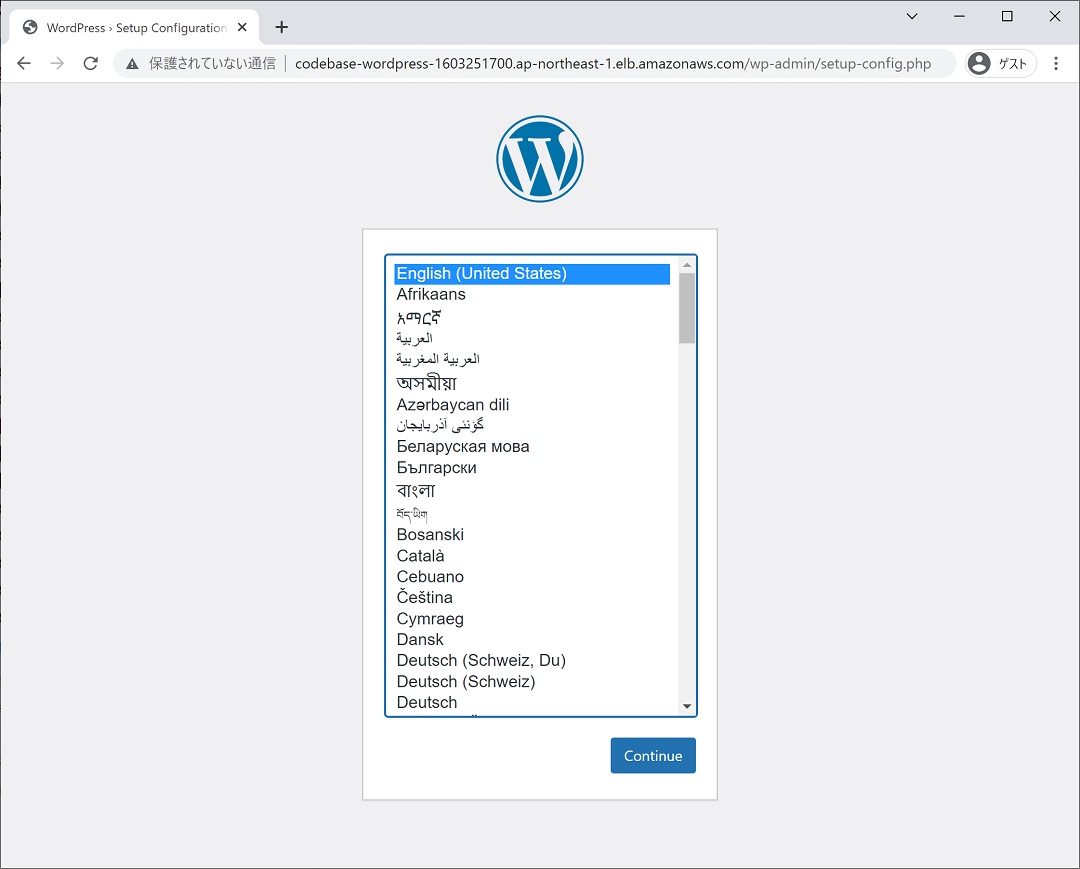 WordPress › Setup Configuration
保護されていない通信 codebase-wordpress-1603251700.ap-northeast-1.elb.amazonaws.com/wp-admin/setup-config.php ゲスト
W
English (United States)
Afrikaans
አማርኛ
العربية
العربية المغربية
অসমীয়া
Azərbaycan dili
گؤنئی آذربایجان
Беларуская мова
Български
বাংলা
བོད་ཡིག
Bosanski
Català
Cebuano
Čeština
Cymraeg
Dansk
Deutsch (Schweiz, Du)
Deutsch (Schweiz)
Deutsch
Continue